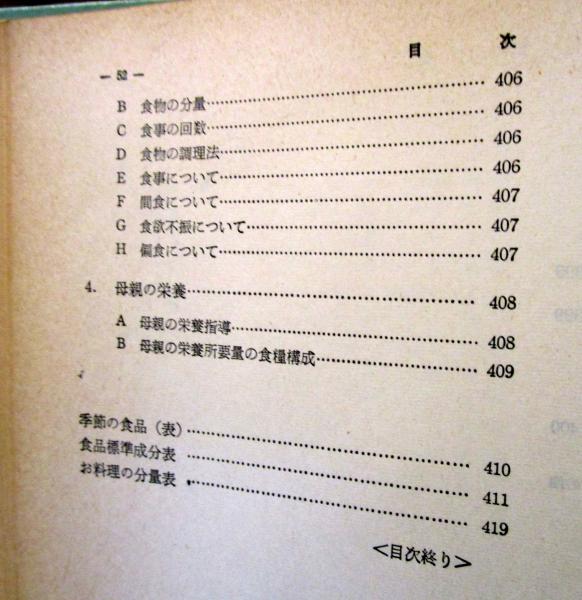 目 次
— 52 —
B 食物の分量 406
C 食事の回数 406
D 食物の調理法 406
E 食事について 406
F 間食について 407
G 食欲不振について 407
H 偏食について 407
4. 母親の栄養 408
A 母親の栄養指導 408
B 母親の栄養所要量の食糧構成 409
季節の食品（表） 410
食品標準成分表 411
お料理の分量表 419
＜目次終り＞